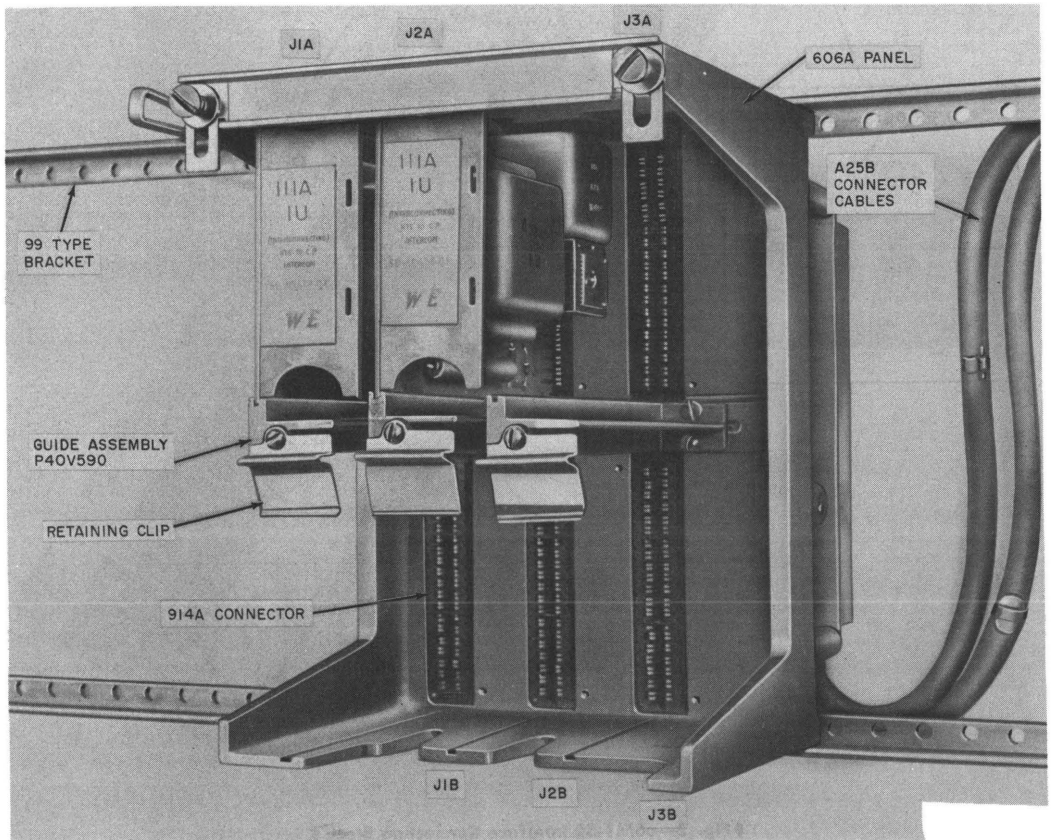 J1A
J2A
J3A
606A PANEL
A25B
CONNECTOR
CABLES
99 TYPE
BRACKET
111A
1U
WE
111A
1U
WE
GUIDE ASSEMBLY
P40V590
RETAINING CLIP
914A CONNECTOR
J1B
J2B
J3B